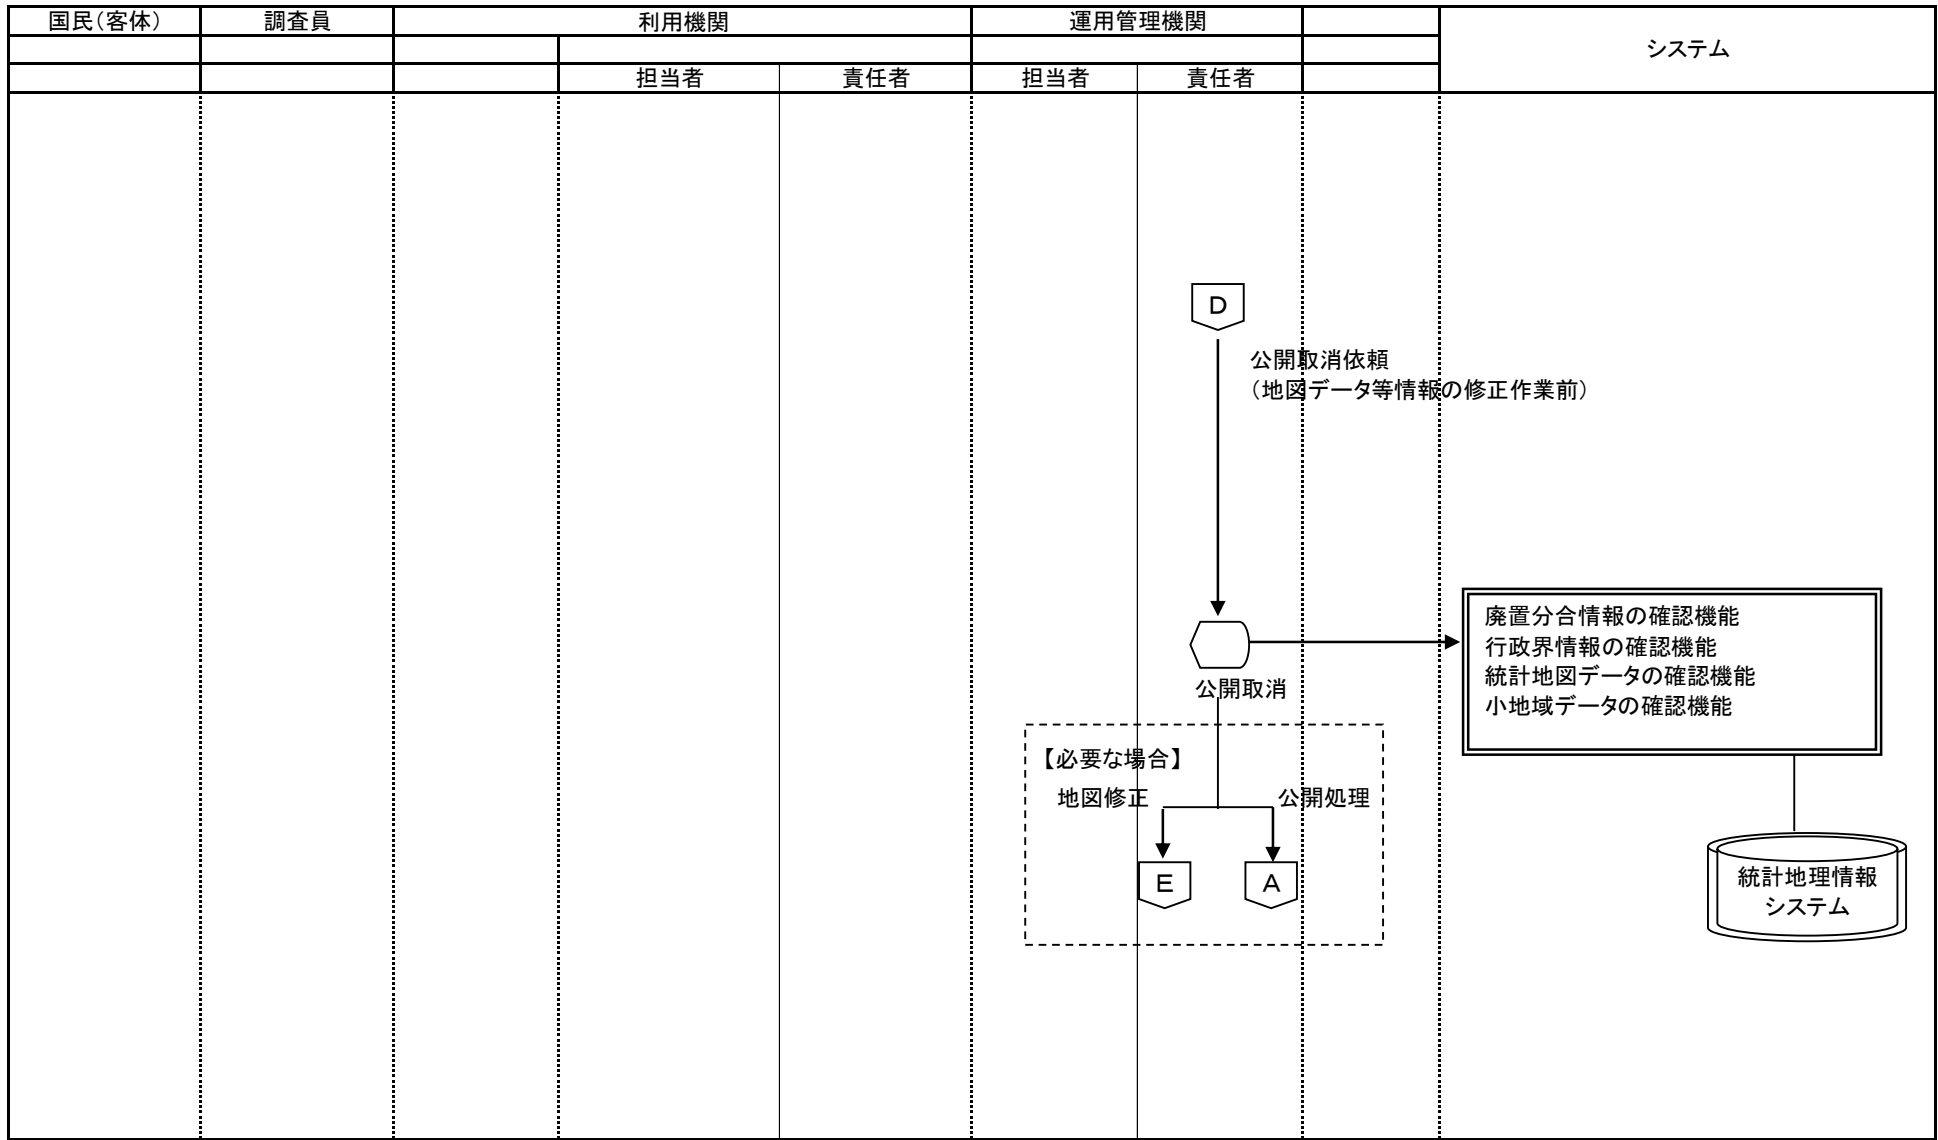 国民（客体）
調査員
利用機関
運用管理機関
システム
担当者
責任者
担当者
責任者
D
公開取消依頼
（地図データ等情報の修正作業前）
廃置分合情報の確認機能
行政界情報の確認機能
統計地図データの確認機能
小地域データの確認機能
公開取消
【必要な場合】
地図修正
公開処理
E
A
統計地理情報
システム